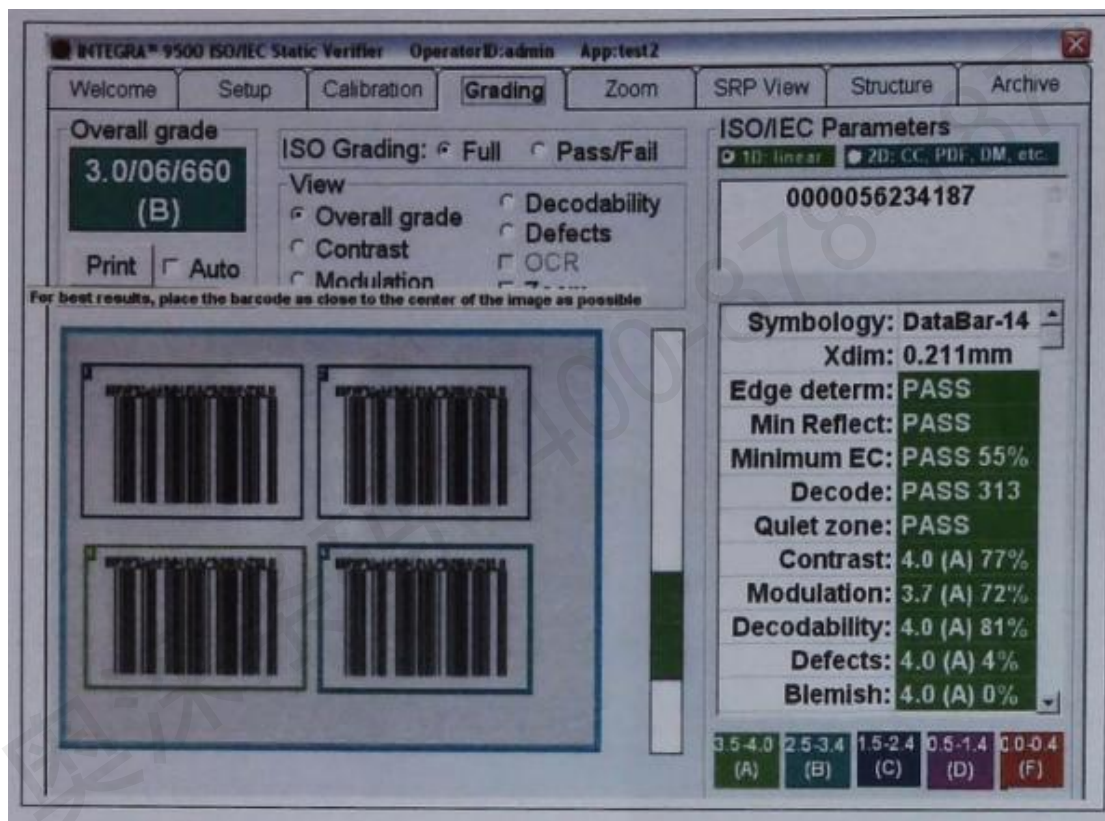 INTEGRA® 9500 ISO/IEC Static Verifier OperatorID:admin App:test2
Welcome
Setup
Calibration
Grading
Zoom
SRP View
Structure
Archive
Overall grade
3.0/06/660
(B)
Print
Auto
ISO Grading:
Full
Pass/Fail
View
Overall grade
Contrast
Modulation
Decodability
Defects
OCR
For best results, place the barcode as close to the center of the image as possible
ISO/IEC Parameters
1D: linear
2D: CC, PDF, DM, etc.
0000056234187
Symbology: DataBar-14
Xdim: 0.211mm
Edge determ: PASS
Min Reflect: PASS
Minimum EC: PASS 55%
Decode: PASS 313
Quiet zone: PASS
Contrast: 4.0 (A) 77%
Modulation: 3.7 (A) 72%
Decodability: 4.0 (A) 81%
Defects: 4.0 (A) 4%
Blemish: 4.0 (A) 0%
3.5-4.0
(A)
2.5-3.4
(B)
1.5-2.4
(C)
0.5-1.4
(D)
0.0-0.4
(F)